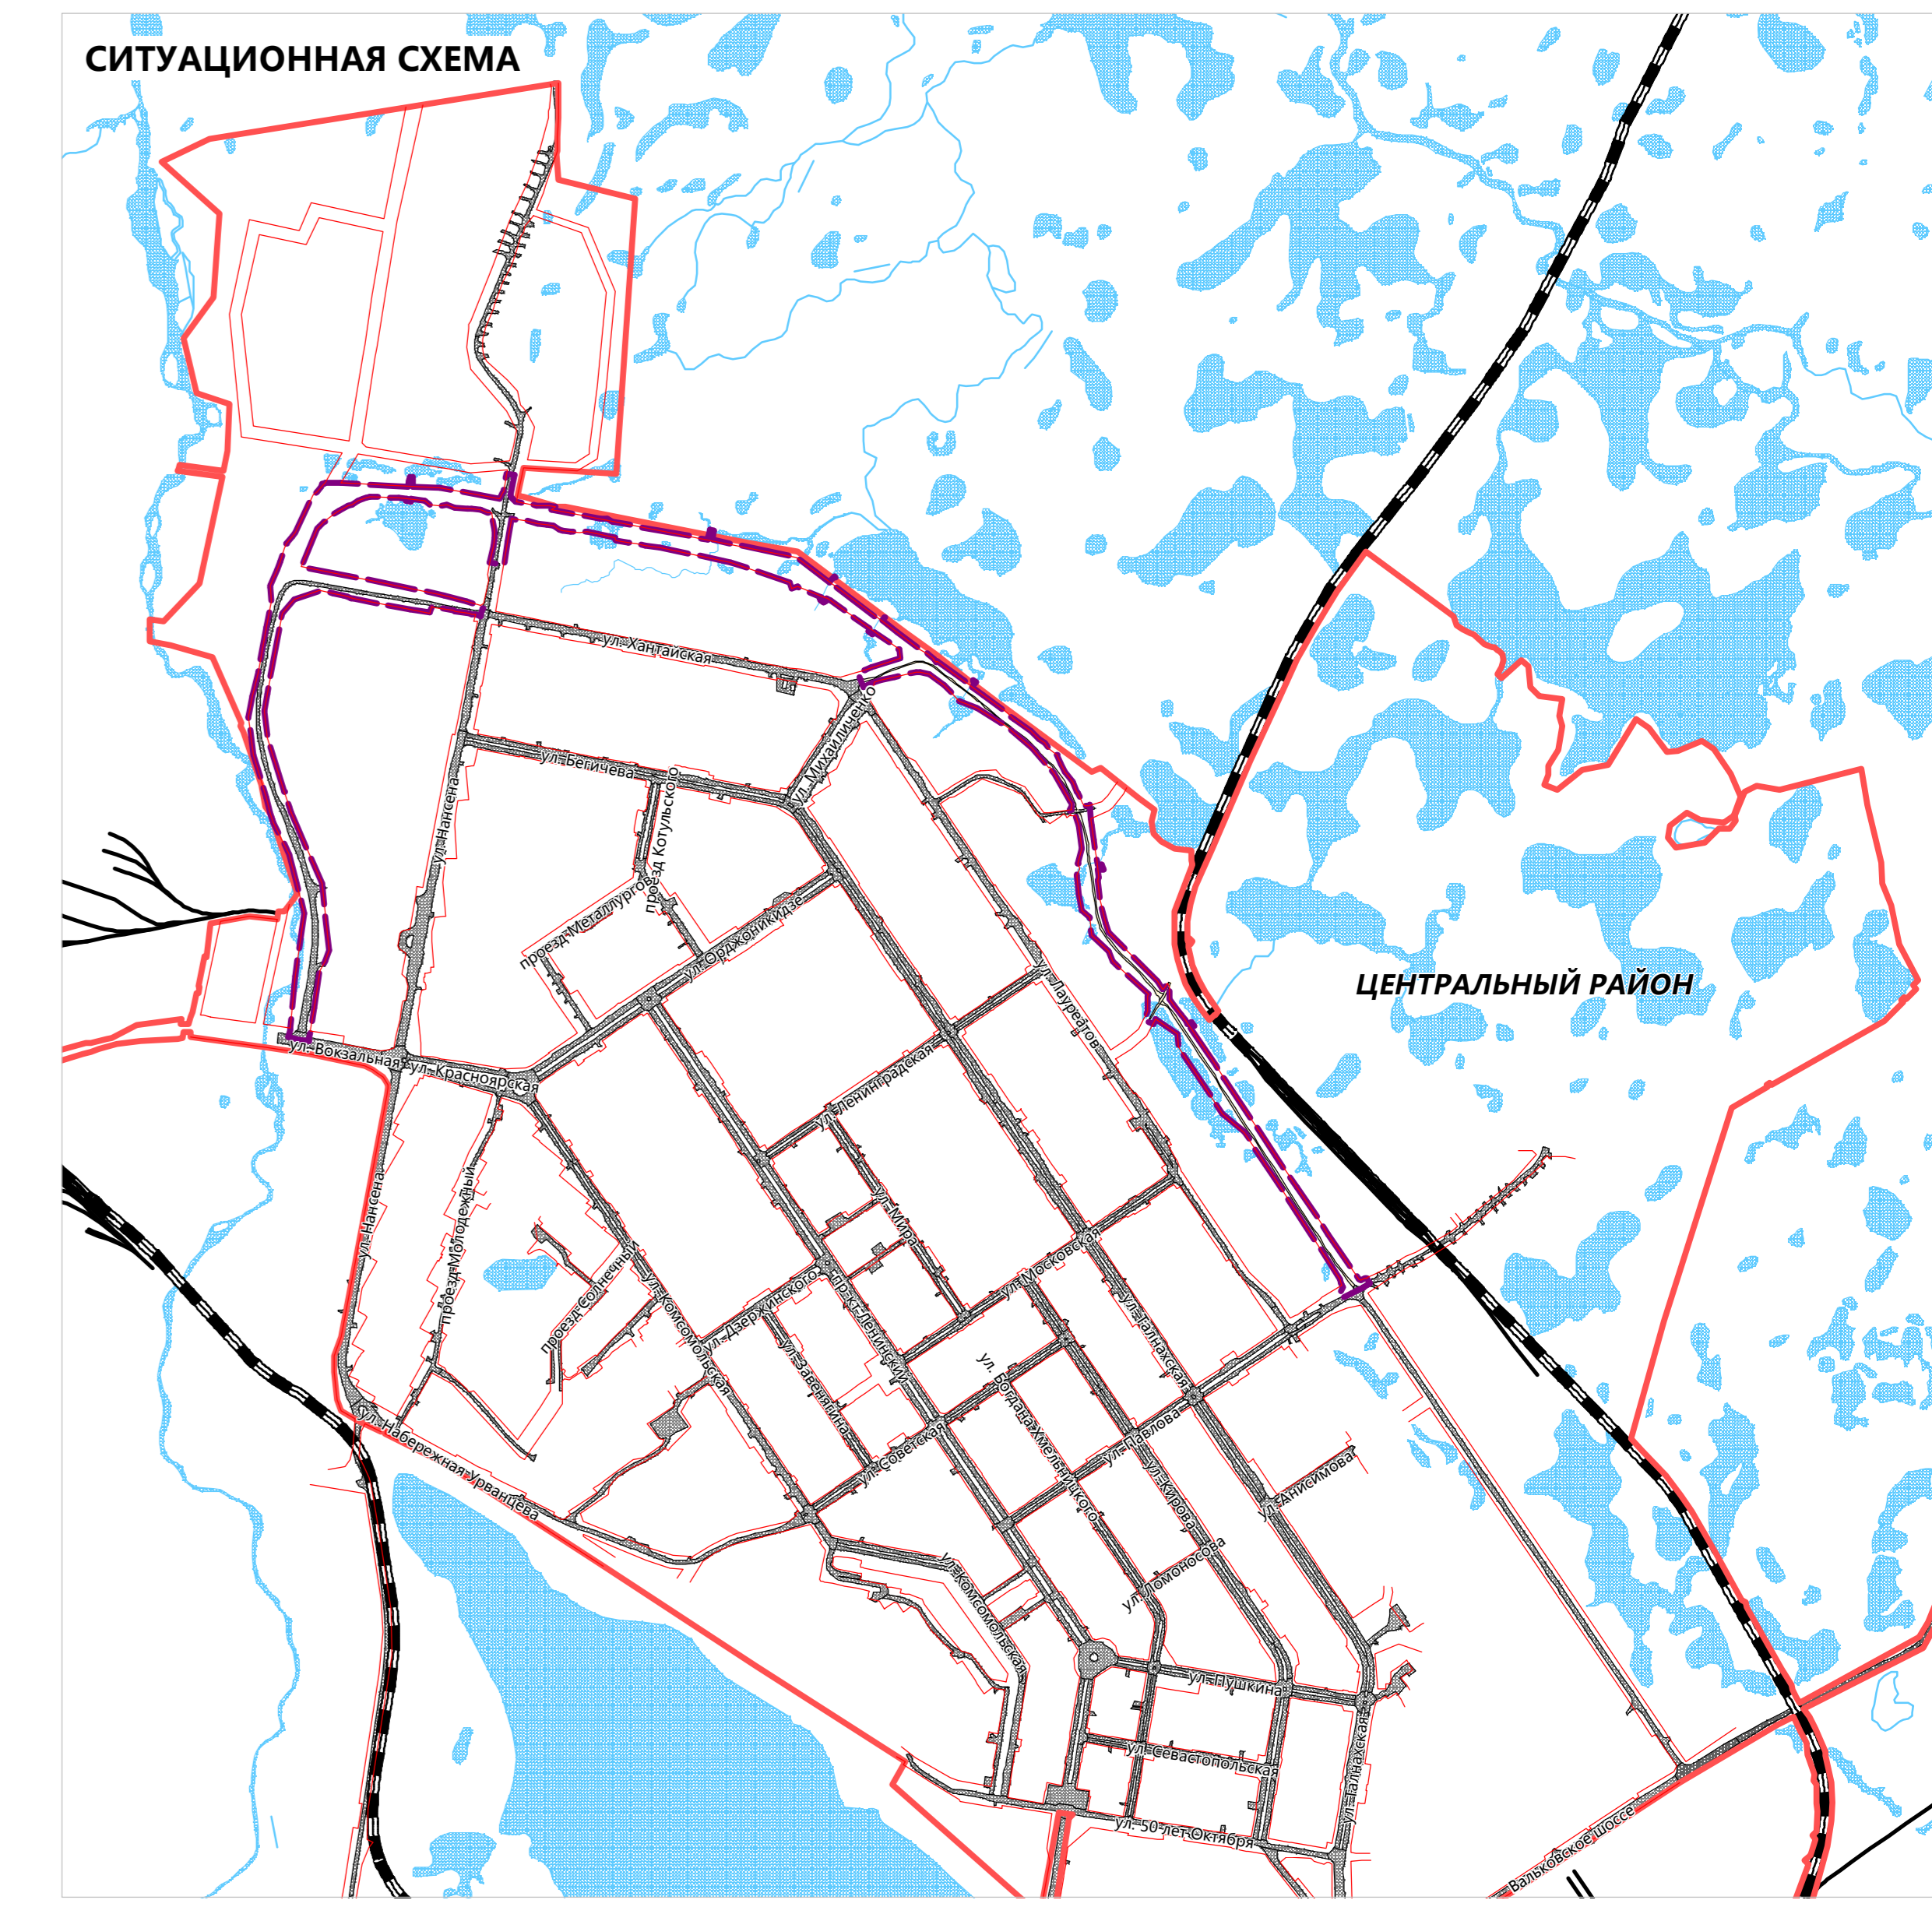 СИТУАЦИОННАЯ СХЕМА
ул. Хантайская
ул. Михайличенко
ул. Бегичева
проезд Котульского
ул. Нансена
проезд Металлургов
ул. Орджоникидзе
ул. Лауреатов
ЦЕНТРАЛЬНЫЙ РАЙОН
ул. Вокзальная
ул. Красноярская
ул. Ленинградская
ул. Нансена
проезд Молодежный
ул. Мира
проезд Солнечный
ул. Комсомольская
ул. Дзержинского
пр-кт Ленинский
ул. Московская
ул. Талнахская
ул. Завенягина
ул. Богдана Хмельницкого
ул. Набережная Урванцева
ул. Советская
ул. Павлова
ул. Кирова
ул. Анисимова
ул. Комсомольская
ул. Ломоносова
ул. Пушкина
ул. Севастопольская
ул. Талнахская
ул. 50 лет Октября
Вальковское шоссе